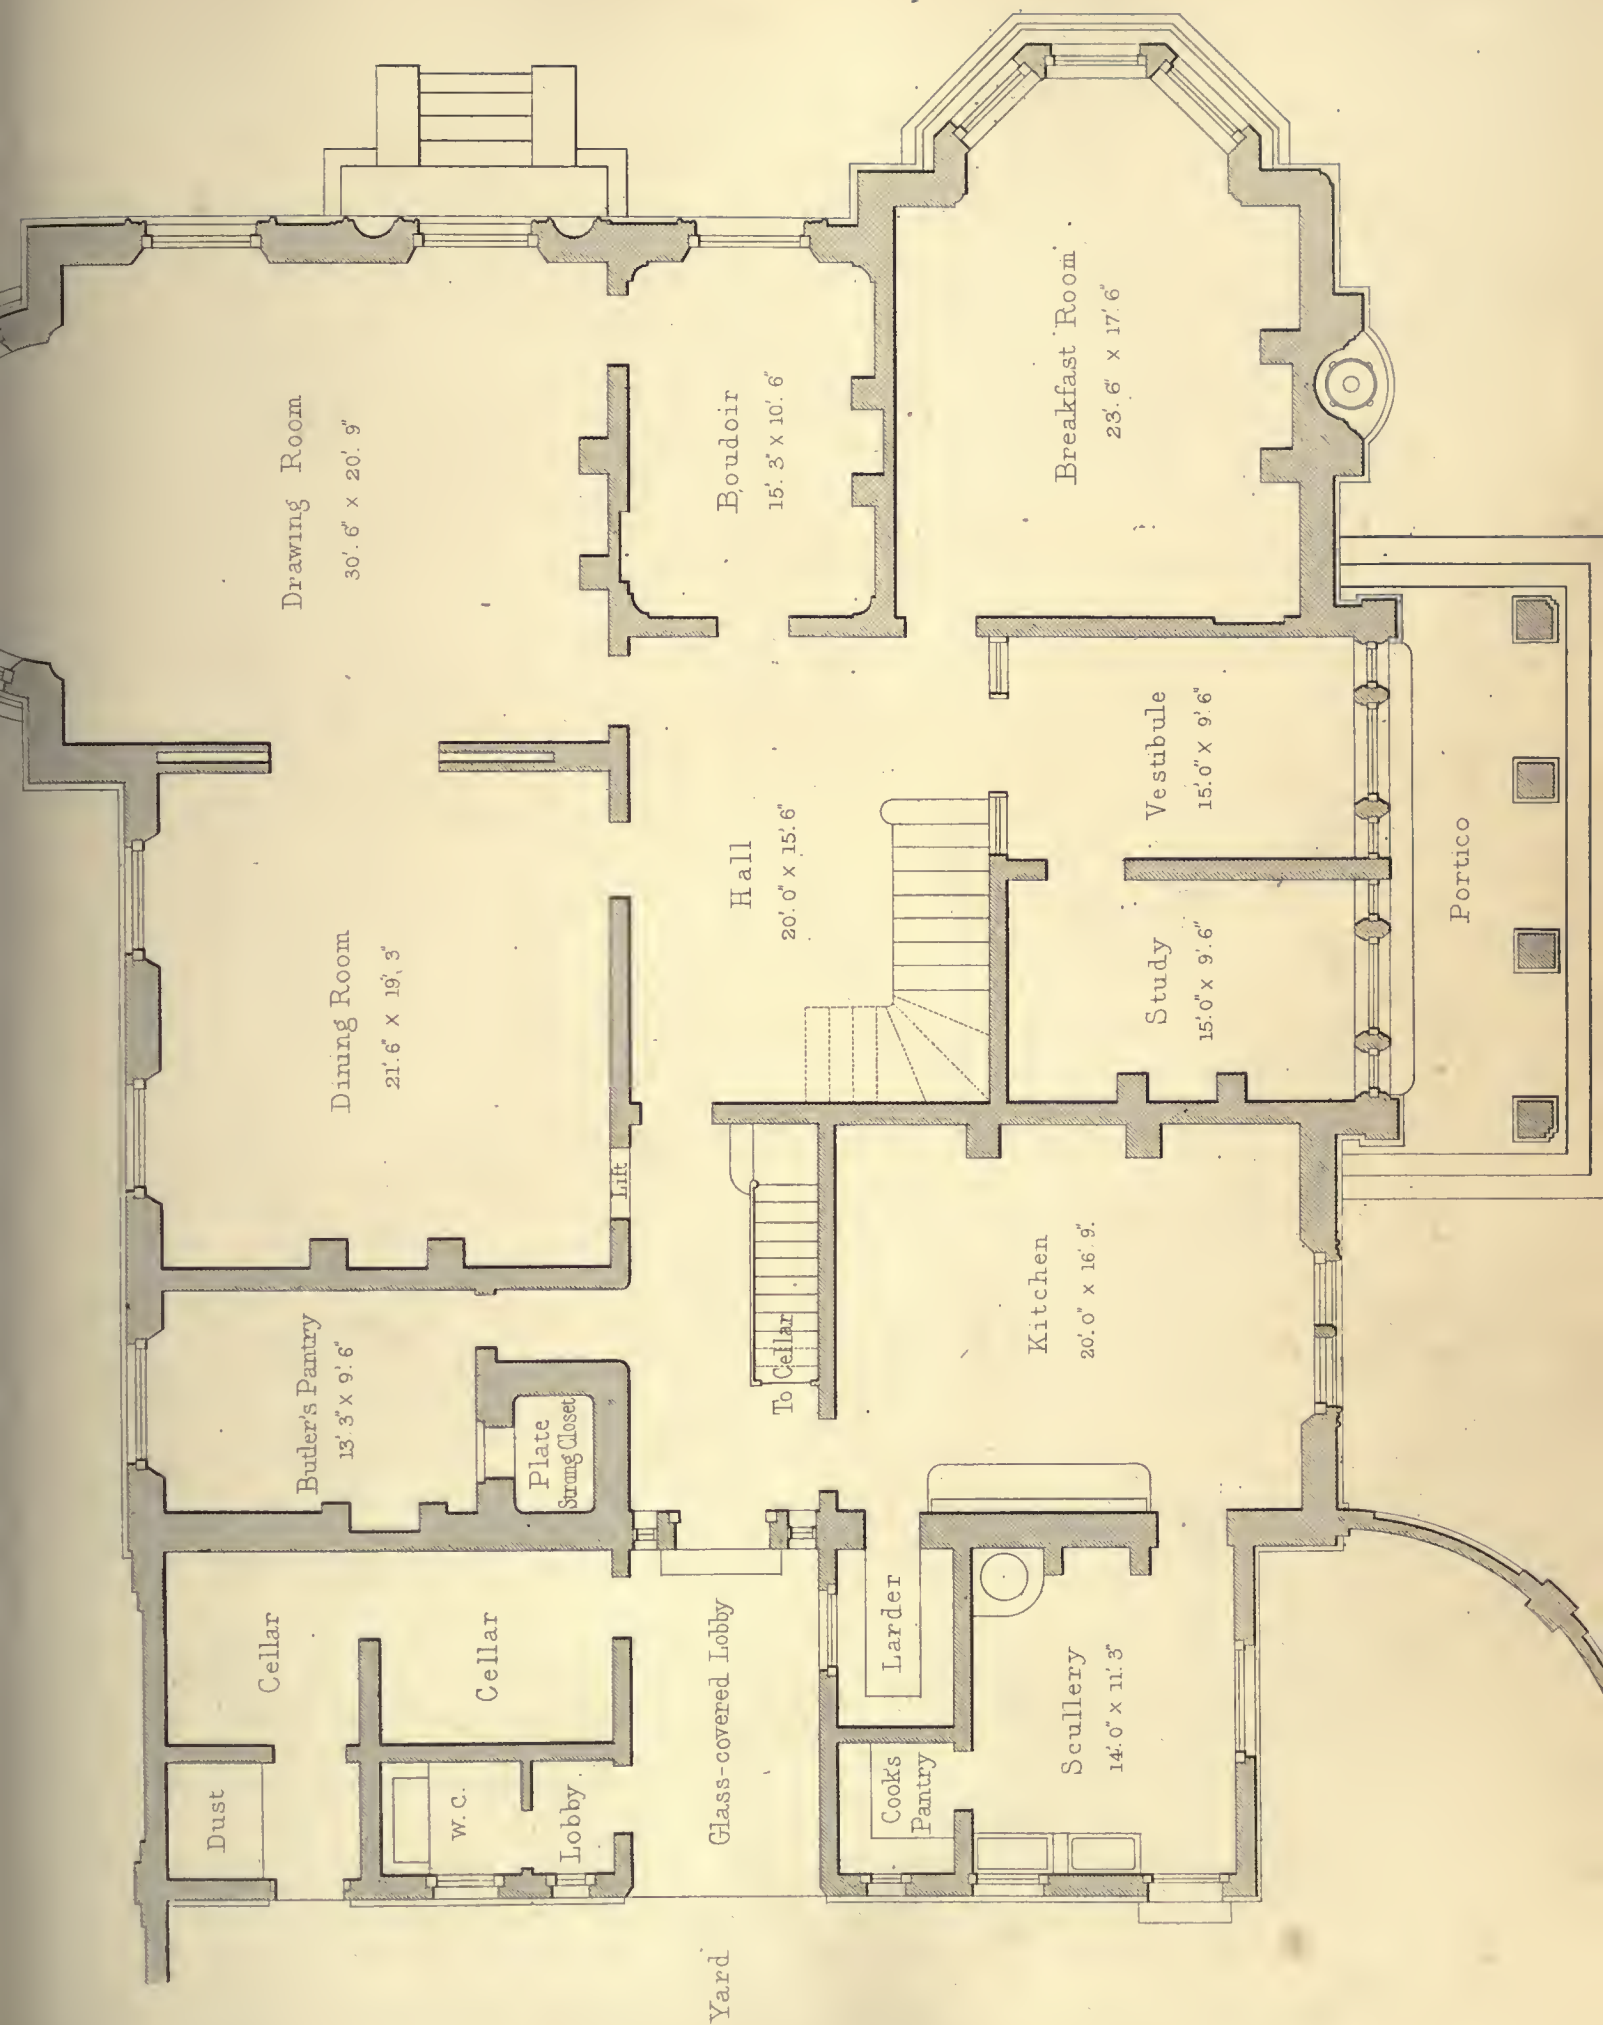 Drawing Room
30'. 6" x 20'. 9"
Boudoir
15'. 3" x 10'. 6"
Breakfast Room
23'. 6" x 17'. 6"
Dining Room
21'. 6" x 19'. 3"
Hall
20'. 0" x 15'. 6"
Vestibule
15'. 0" x 9'. 6"
Study
15'. 0" x 9'. 6"
Portico
Lift
Butler's Pantry
13'. 3" x 9'. 6"
Plate
Strong Closet
To Cellar
Kitchen
20'. 0" x 16'. 9".
Cellar
Cellar
Glass-covered Lobby
Larder
Scullery
14'. 0" x 11'. 3"
Dust
W.C.
Lobby
Cook's
Pantry
Yard